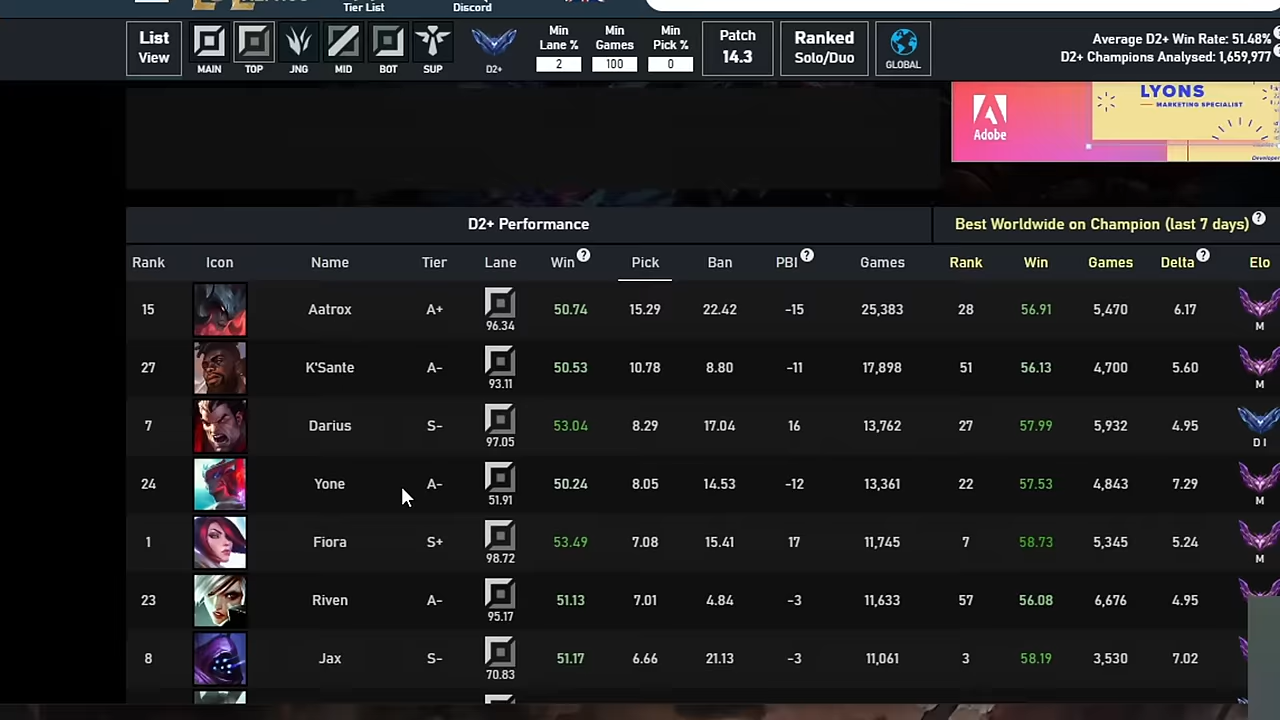 Tier List
Discord
List View
MAIN
TOP
JNG
MID
BOT
SUP
D2+
Min Lane %
2
Min Games
100
Min Pick %
0
Patch 14.3
Ranked Solo/Duo
GLOBAL
Average D2+ Win Rate: 51.48%
D2+ Champions Analysed: 1,659,977
Adobe
LYONS
MARKETING SPECIALIST
Developer
D2+ Performance
Best Worldwide on Champion (last 7 days) ?
Rank Icon Name Tier Lane Win ? Pick Ban PBI ? Games Rank Win Games Delta ? Elo
15 Aatrox A+ 96.34 50.74 15.29 22.42 -15 25,383 28 56.91 5,470 6.17 M
27 K'Sante A- 93.11 50.53 10.78 8.80 -11 17,898 51 56.13 4,700 5.60 M
7 Darius S- 97.05 53.04 8.29 17.04 16 13,762 27 57.99 5,932 4.95 D I
24 Yone A- 51.91 50.24 8.05 14.53 -12 13,361 22 57.53 4,843 7.29 M
1 Fiora S+ 98.72 53.49 7.08 15.41 17 11,745 7 58.73 5,345 5.24 M
23 Riven A- 95.17 51.13 7.01 4.84 -3 11,633 57 56.08 6,676 4.95
8 Jax S- 70.83 51.17 6.66 21.13 -3 11,061 3 58.19 3,530 7.02